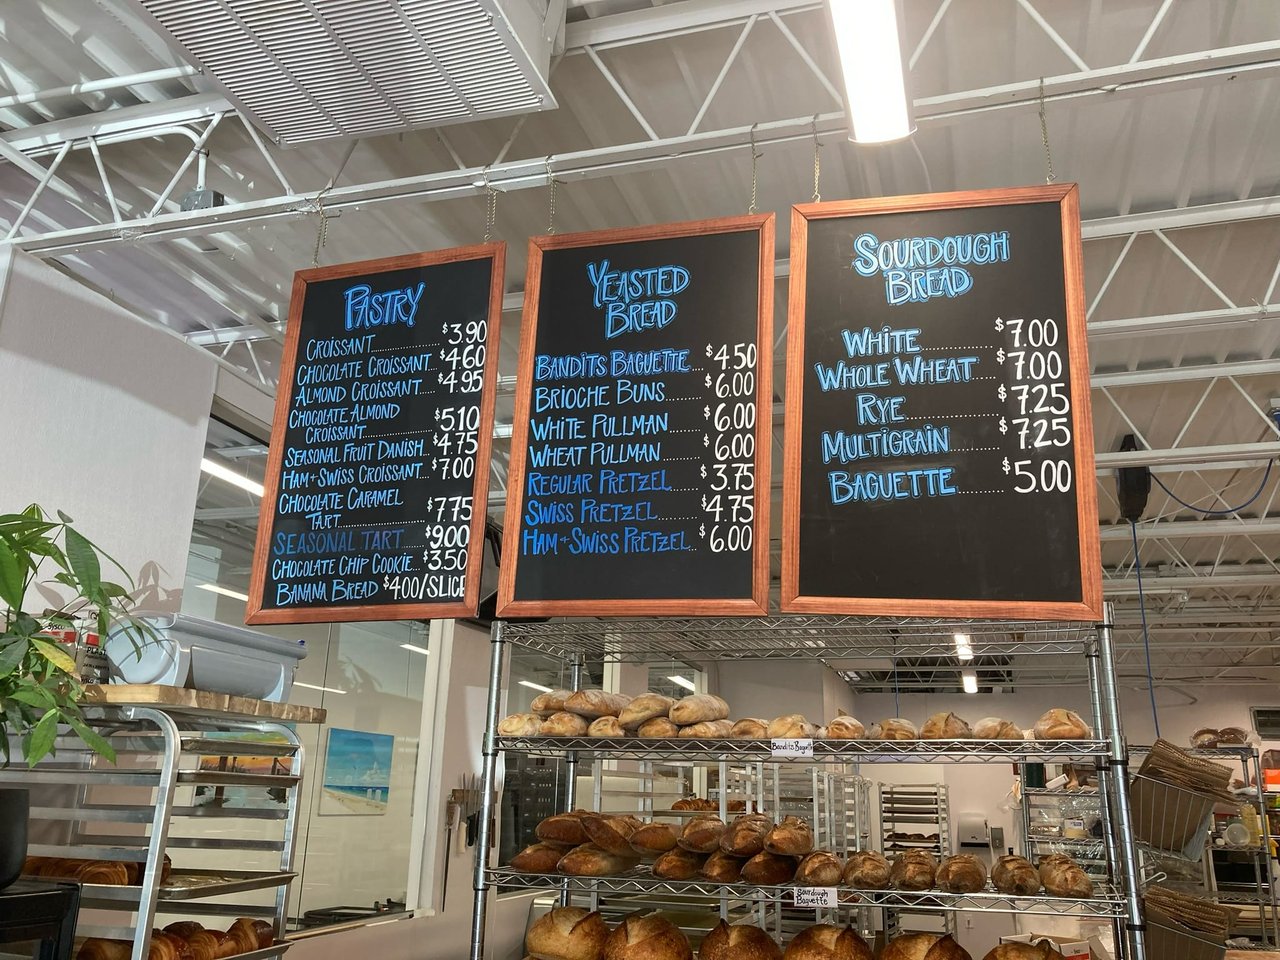 PASTRY
CROISSANT........ $3.90
CHOCOLATE CROISSANT.... $4.60
ALMOND CROISSANT.... $4.95
CHOCOLATE ALMOND
CROISSANT............ $5.10
SEASONAL FRUIT DANISH.... $4.75
HAM + SWISS CROISSANT.... $7.00
CHOCOLATE CARAMEL
TART............ $7.75
SEASONAL TART.... $9.00
CHOCOLATE CHIP COOKIE... $3.50
BANANA BREAD $4.00/SLICE
YEASTED
BREAD
BANDITS BAGUETTE.... $4.50
BRIOCHE BUNS........ $6.00
WHITE PULLMAN....... $6.00
WHEAT PULLMAN....... $6.00
REGULAR PRETZEL..... $3.75
SWISS PRETZEL........ $4.75
HAM + SWISS PRETZEL.. $6.00
SOURDOUGH
BREAD
WHITE............ $7.00
WHOLE WHEAT..... $7.00
RYE............ $7.25
MULTIGRAIN........ $7.25
BAGUETTE........ $5.00
Bandits Baguette
Sourdough
Baguette